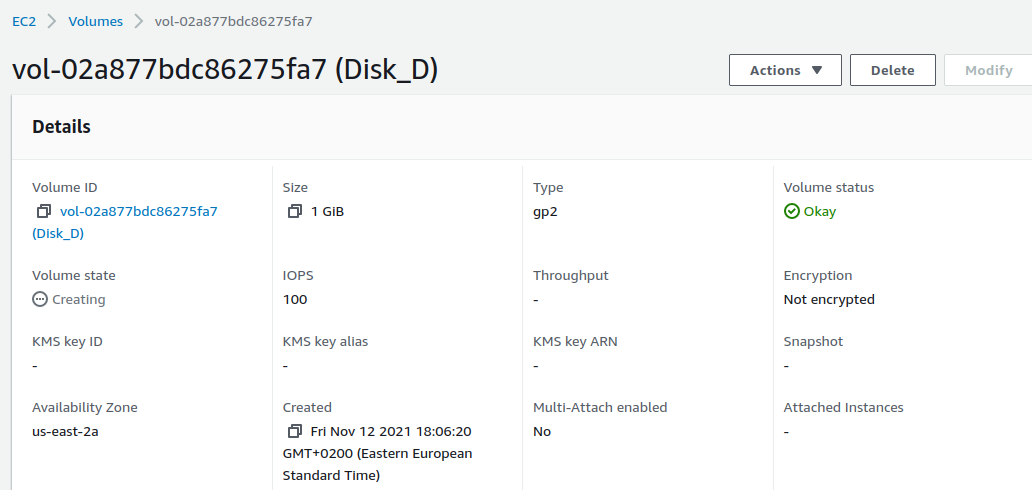 EC2 > Volumes > vol-02a877bdc86275fa7
vol-02a877bdc86275fa7 (Disk_D)
Actions ▼
Delete
Modify
Details
Volume ID
vol-02a877bdc86275fa7
(Disk_D)
Size
1 GiB
Type
gp2
Volume status
Okay
Volume state
Creating
IOPS
100
Throughput
-
Encryption
Not encrypted
KMS key ID
-
KMS key alias
-
KMS key ARN
-
Snapshot
-
Availability Zone
us-east-2a
Created
Fri Nov 12 2021 18:06:20
GMT+0200 (Eastern European
Standard Time)
Multi-Attach enabled
No
Attached Instances
-